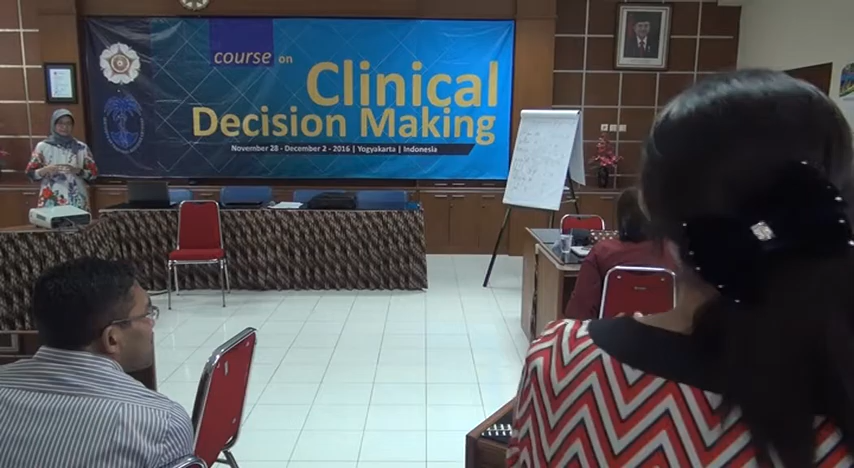 course on
Clinical
Decision Making
November 28 - December 2 - 2016 | Yogyakarta | Indonesia